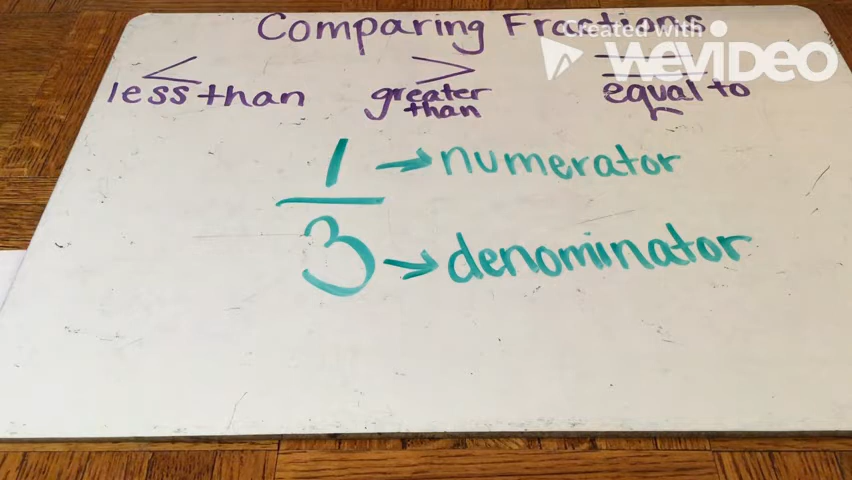 Comparing Fractions
Created with
WEVIDEO
< > =
less than greater than equal to
1 → numerator
3 → denominator